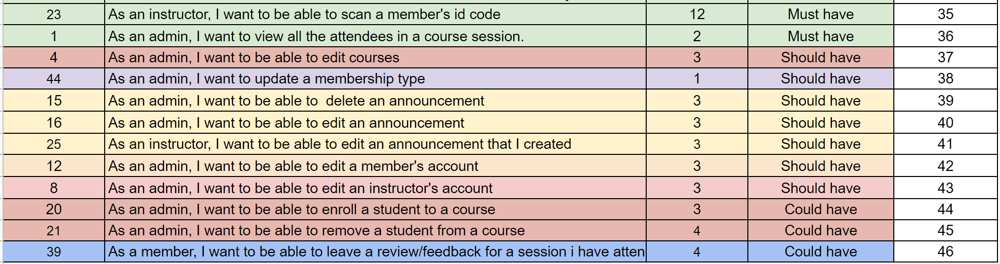 23 As an instructor, I want to be able to scan a member's id code 12 Must have 35
1 As an admin, I want to view all the attendees in a course session. 2 Must have 36
4 As an admin, I want to be able to edit courses 3 Should have 37
44 As an admin, I want to update a membership type 1 Should have 38
15 As an admin, I want to be able to  delete an announcement 3 Should have 39
16 As an admin, I want to be able to edit an announcement 3 Should have 40
25 As an instructor, I want to be able to edit an announcement that I created 3 Should have 41
12 As an admin, I want to be able to edit a member's account 3 Should have 42
8 As an admin, I want to be able to edit an instructor's account 3 Should have 43
20 As an admin, I want to be able to enroll a student to a course 3 Could have 44
21 As an admin, I want to be able to remove a student from a course 4 Could have 45
39 As a member, I want to be able to leave a review/feedback for a session i have atten 4 Could have 46